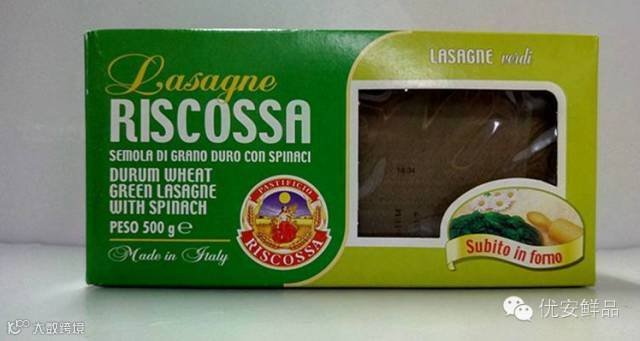 Lasagne
RISCOSSA
SEMOLA DI GRANO DURO CON SPINACI
DURUM WHEAT
GREEN LASAGNE
WITH SPINACH
PESO 500 g e
Made in Italy
PASTIFICIO
RISCOSSA
LASAGNE verdi
Subito in forno
优安鲜品
大数跨境